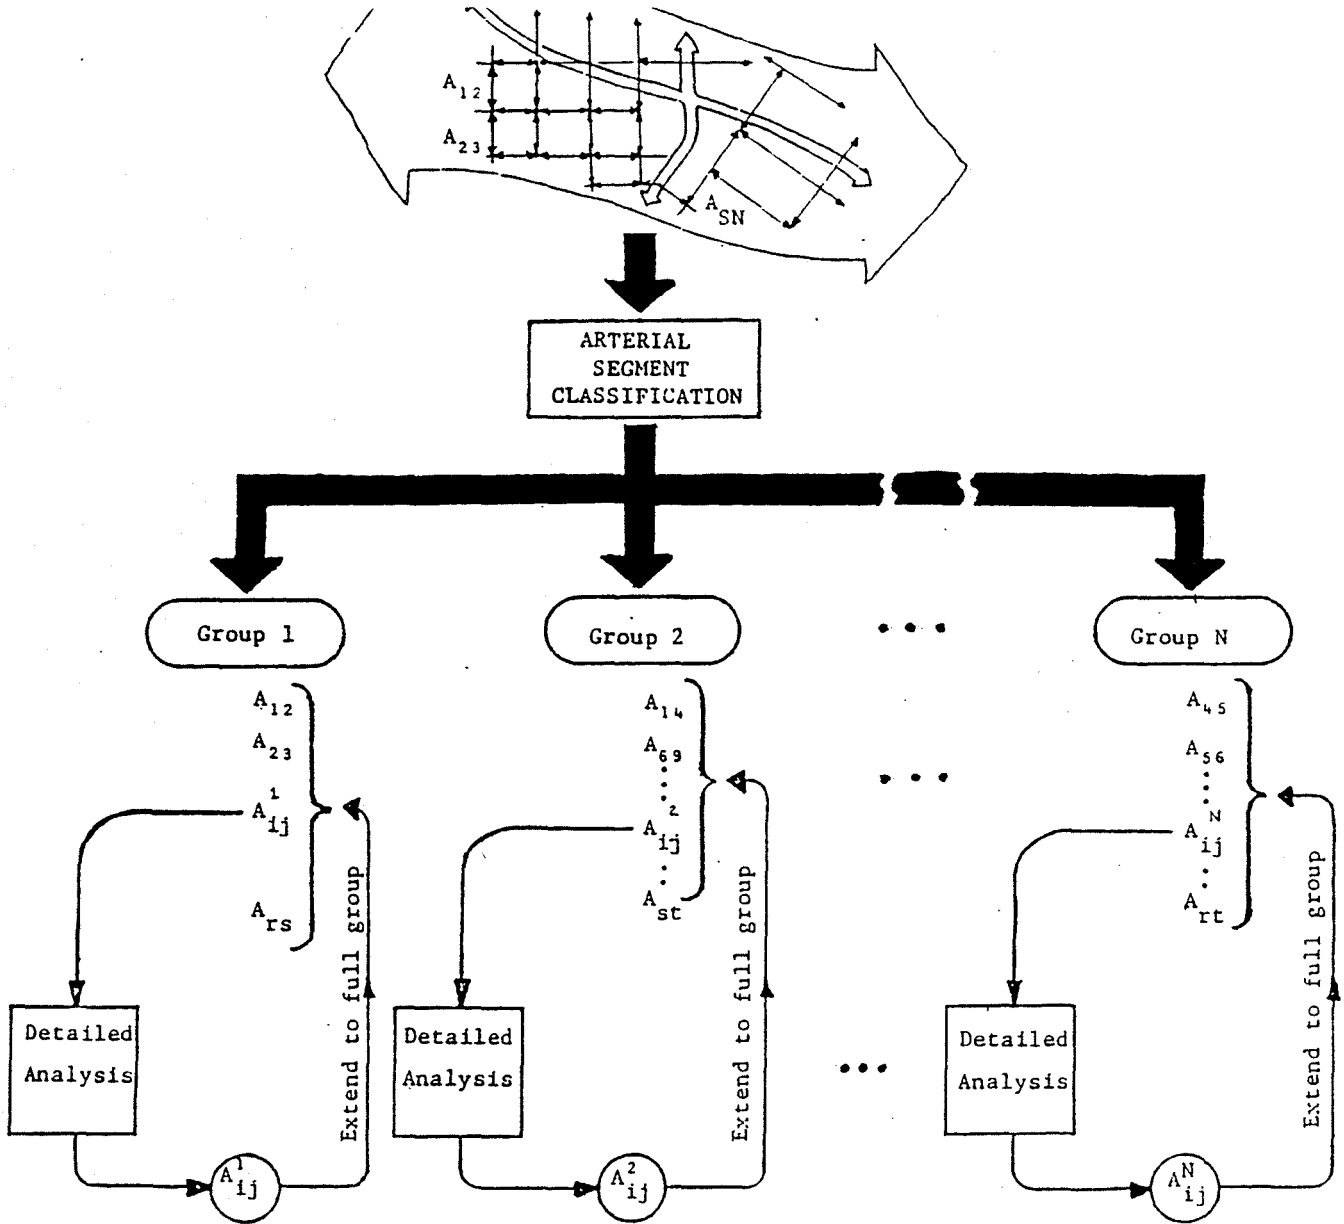 A12
A23
ASN
ARTERIAL
SEGMENT
CLASSIFICATION
Group 1
Group 2
• • •
Group N
A12
A23
A1ij
Ars
A14
A69
A2ij
Ast
• • •
A45
A56
ANij
Art
Extend to full group
Extend to full group
Extend to full group
Detailed
Analysis
Detailed
Analysis
• • •
Detailed
Analysis
A1ij
A2ij
ANij